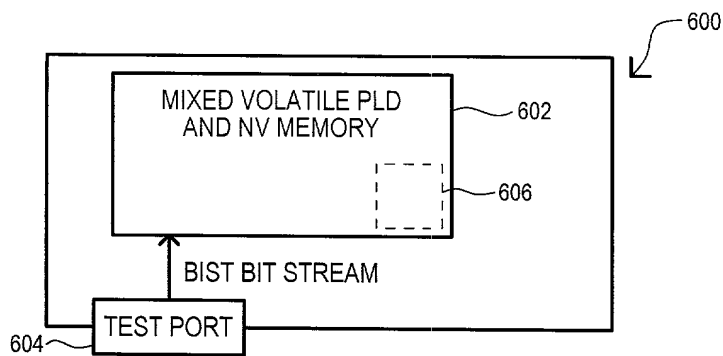 600
MIXED VOLATILE PLD
AND NV MEMORY
602
606
BIST BIT STREAM
TEST PORT
604